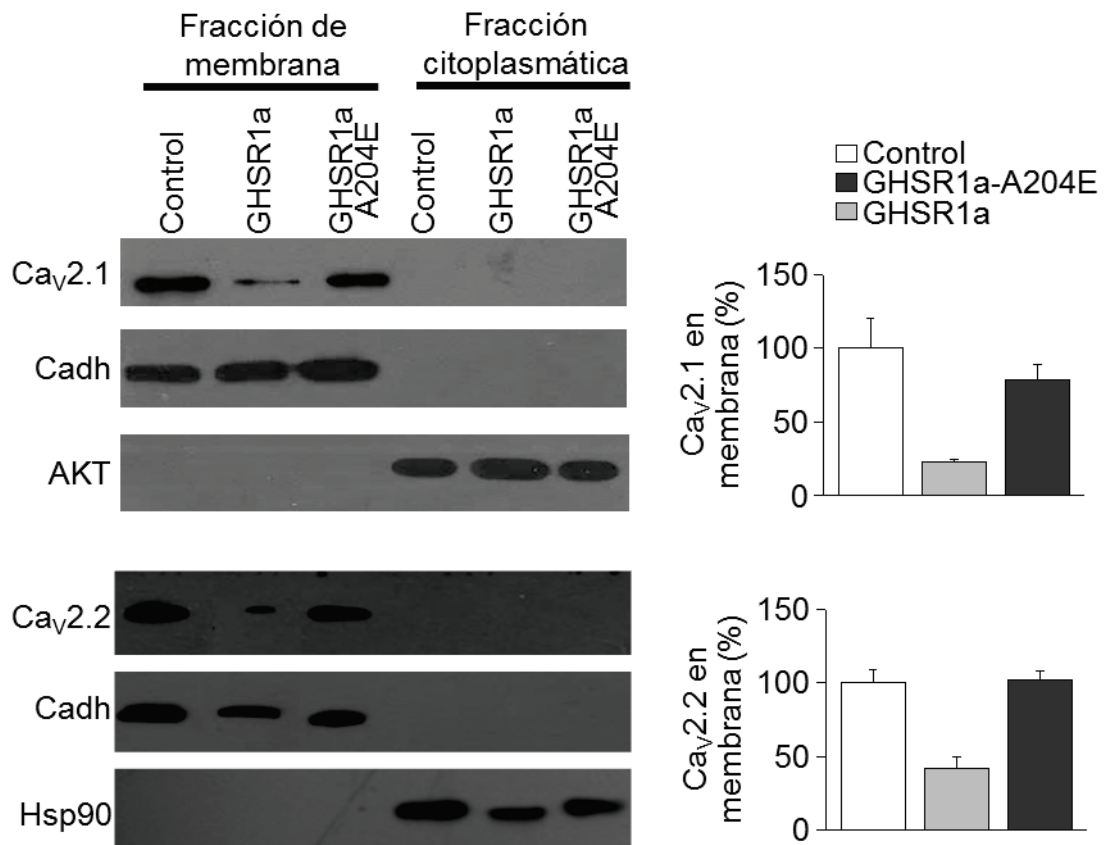 Fracción de
membrana
Fracción
citoplasmática
Control
GHSR1a
GHSR1a
A204E
Control
GHSR1a
GHSR1a
A204E
CaV2.1
Cadh
AKT
CaV2.2
Cadh
Hsp90
Control
GHSR1a-A204E
GHSR1a
CaV2.1 en
membrana (%)
150
100
50
0
CaV2.2 en
membrana (%)
150
100
50
0